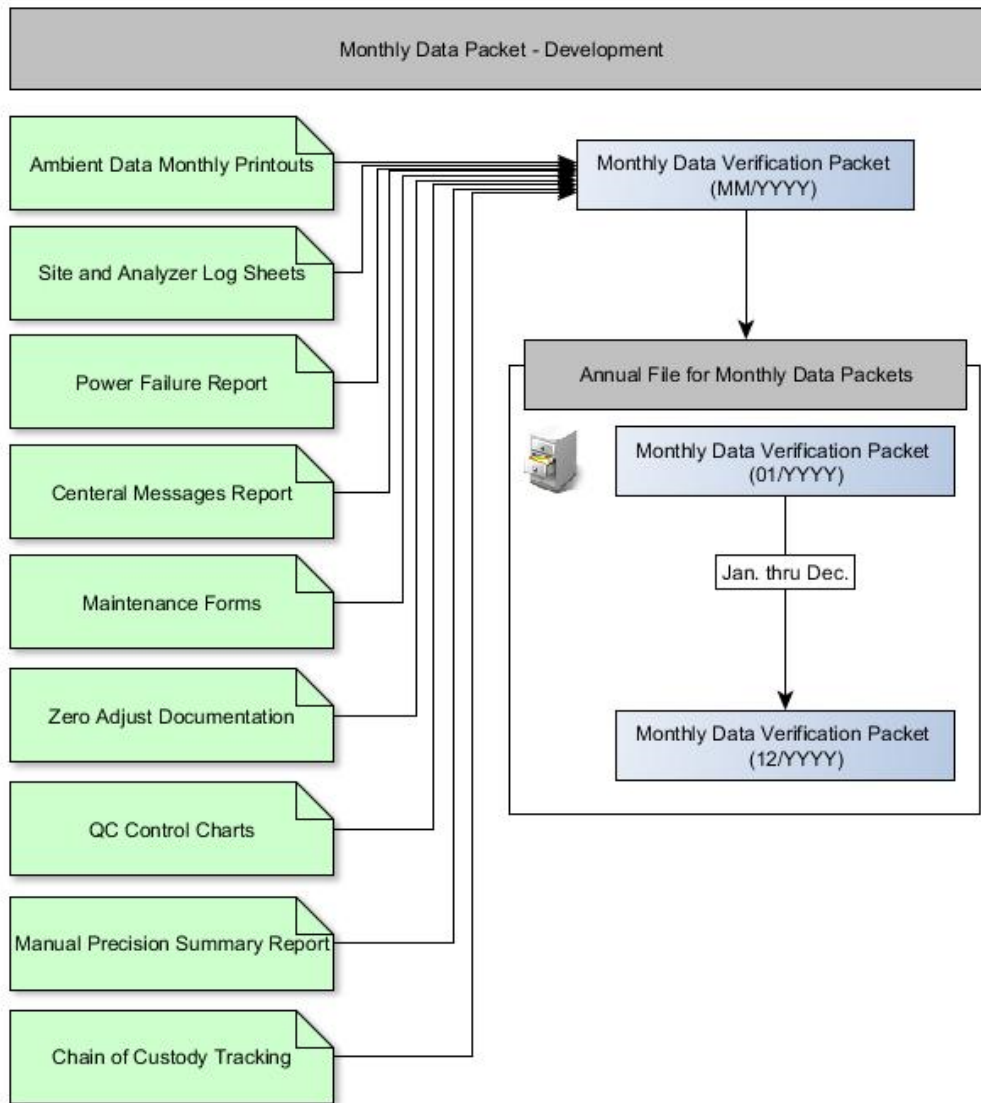 Monthly Data Packet - Development
Ambient Data Monthly Printouts
Site and Analyzer Log Sheets
Power Failure Report
Centeral Messages Report
Maintenance Forms
Zero Adjust Documentation
QC Control Charts
Manual Precision Summary Report
Chain of Custody Tracking
Monthly Data Verification Packet
(MM/YYYY)
Annual File for Monthly Data Packets
Monthly Data Verification Packet
(01/YYYY)
Jan. thru Dec.
Monthly Data Verification Packet
(12/YYYY)